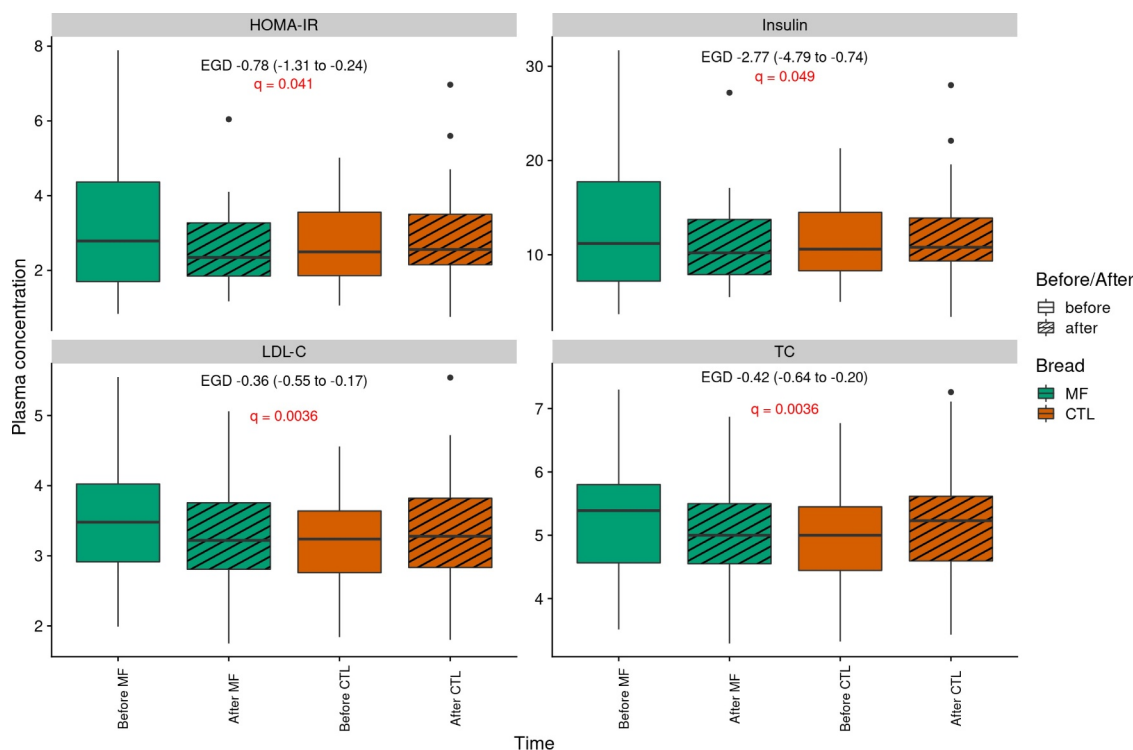 HOMA-IR
EGD -0.78 (-1.31 to -0.24)
q = 0.041
8
6
4
2
Insulin
EGD -2.77 (-4.79 to -0.74)
q = 0.049
30
20
10
LDL-C
EGD -0.36 (-0.55 to -0.17)
q = 0.0036
5
4
3
2
TC
EGD -0.42 (-0.64 to -0.20)
q = 0.0036
7
6
5
4
Plasma concentration
Before MF
After MF
Before CTL
After CTL
Before MF
After MF
Before CTL
After CTL
Time
Before/After
before
after
Bread
MF
CTL